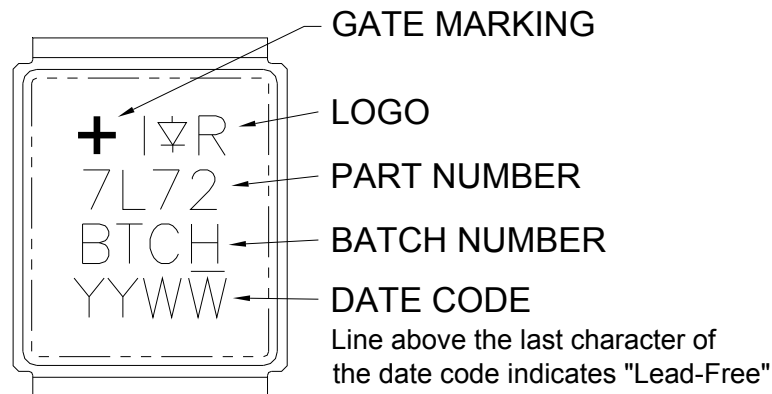 GATE MARKING
+ I R
LOGO
7L72
PART NUMBER
BTCH
BATCH NUMBER
YYWW
DATE CODE
Line above the last character of
the date code indicates "Lead-Free"